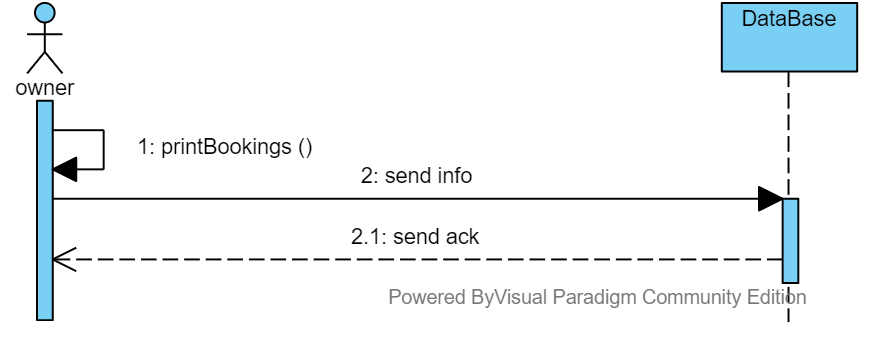 DataBase
owner
1: printBookings ()
2: send info
2.1: send ack
Powered ByVisual Paradigm Community Edition